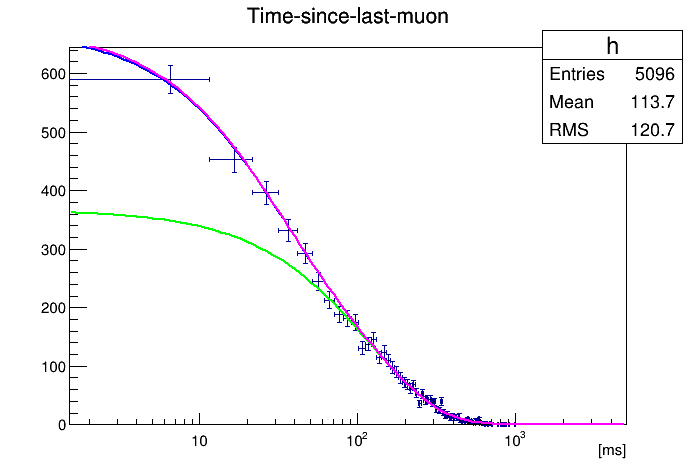 Time-since-last-muon
h
Entries 5096
Mean 113.7
RMS 120.7
600
500
400
300
200
100
0
10 10² 10³
[ms]